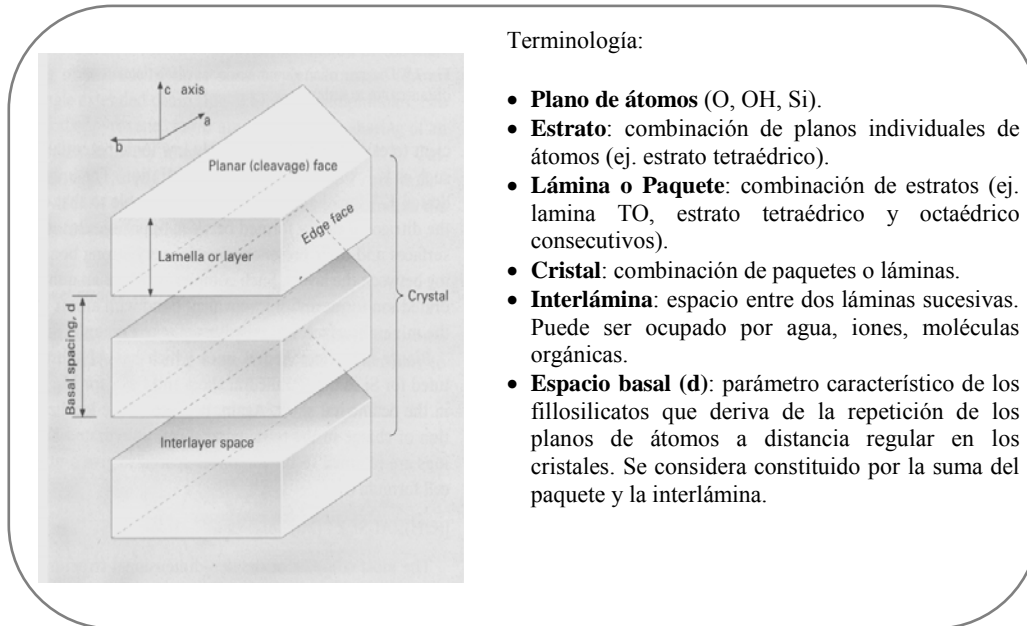 c axis
a
b
Planar (cleavage) face
Edge face
Lamella or layer
Crystal
Basal spacing, d
Interlayer space
Terminología:
• Plano de átomos (O, OH, Si).
• Estrato: combinación de planos individuales de
átomos (ej. estrato tetraédrico).
• Lámina o Paquete: combinación de estratos (ej.
lamina TO, estrato tetraédrico y octaédrico
consecutivos).
• Cristal: combinación de paquetes o láminas.
• Interlámina: espacio entre dos láminas sucesivas.
Puede ser ocupado por agua, iones, moléculas
orgánicas.
• Espacio basal (d): parámetro característico de los
fillosilicatos que deriva de la repetición de los
planos de átomos a distancia regular en los
cristales. Se considera constituido por la suma del
paquete y la interlámina.